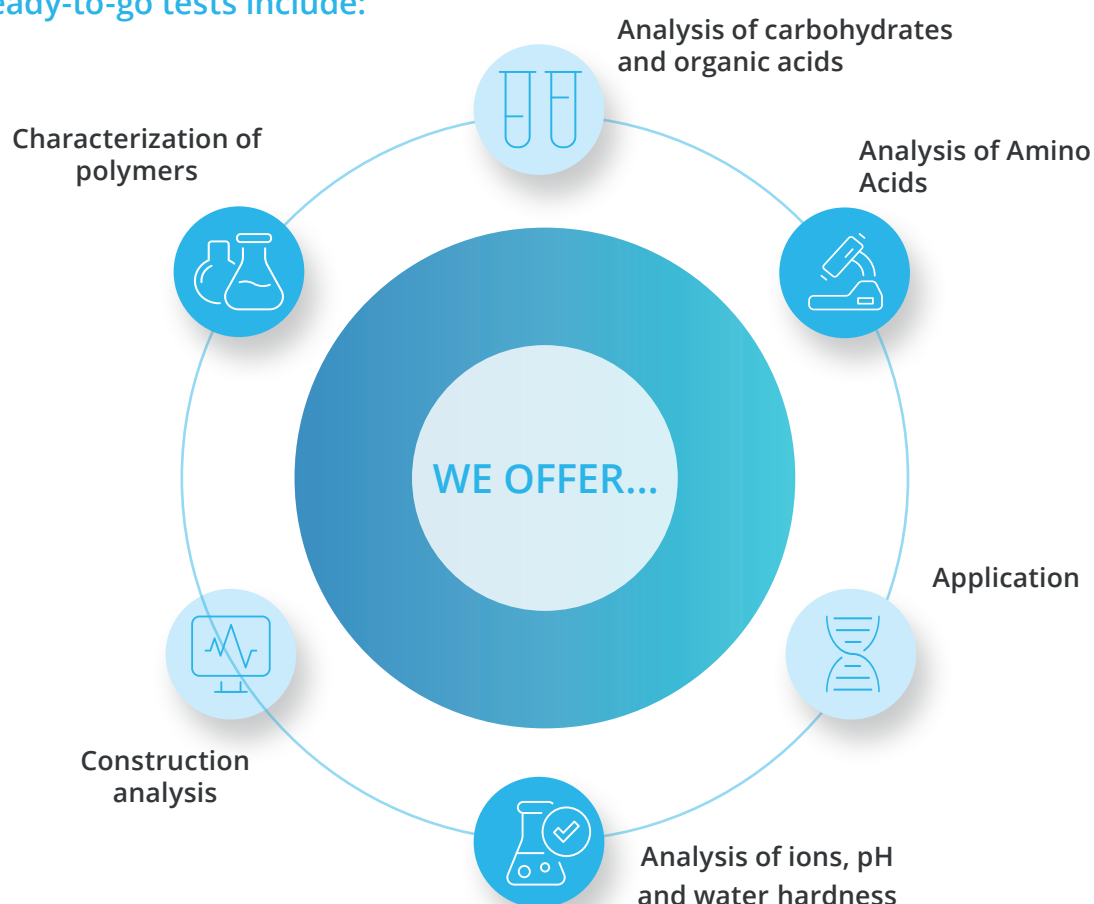 eady-to-go tests include:
Analysis of carbohydrates
and organic acids
Characterization of
polymers
Analysis of Amino
Acids
WE OFFER...
Application
Construction
analysis
Analysis of ions, pH
and water hardness